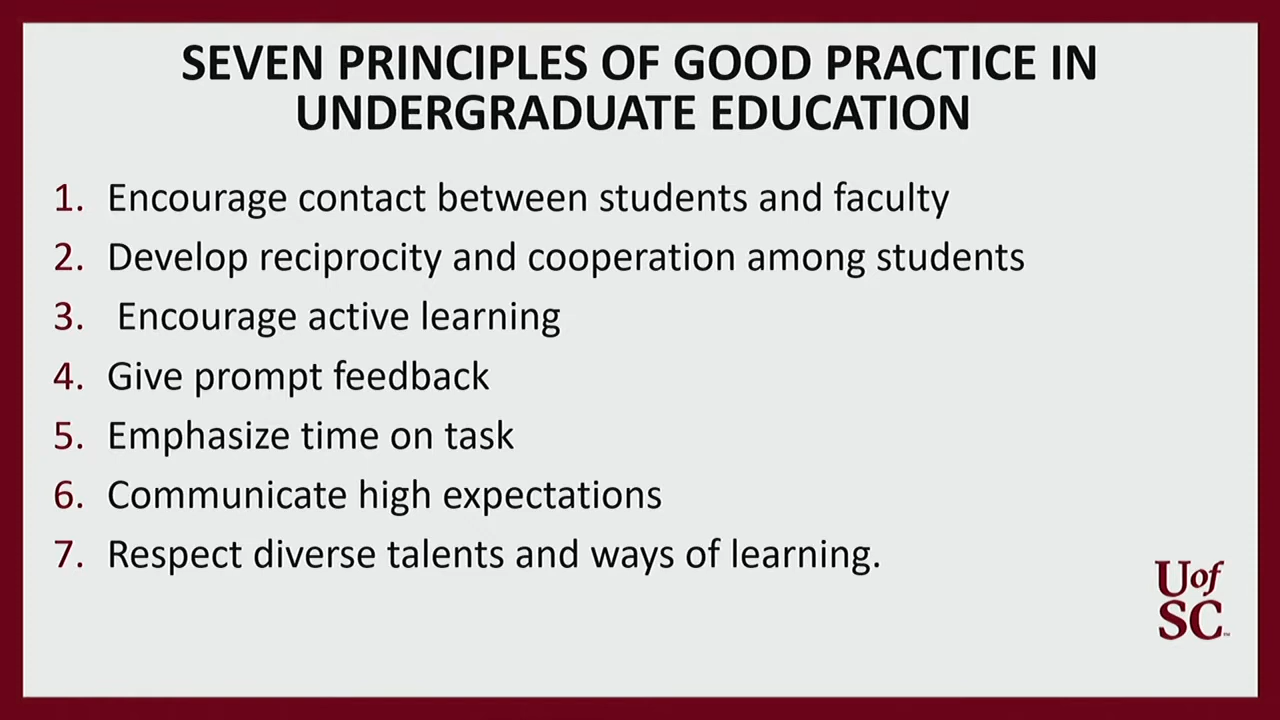 SEVEN PRINCIPLES OF GOOD PRACTICE IN
UNDERGRADUATE EDUCATION
1. Encourage contact between students and faculty
2. Develop reciprocity and cooperation among students
3. Encourage active learning
4. Give prompt feedback
5. Emphasize time on task
6. Communicate high expectations
7. Respect diverse talents and ways of learning.
U of
SC™